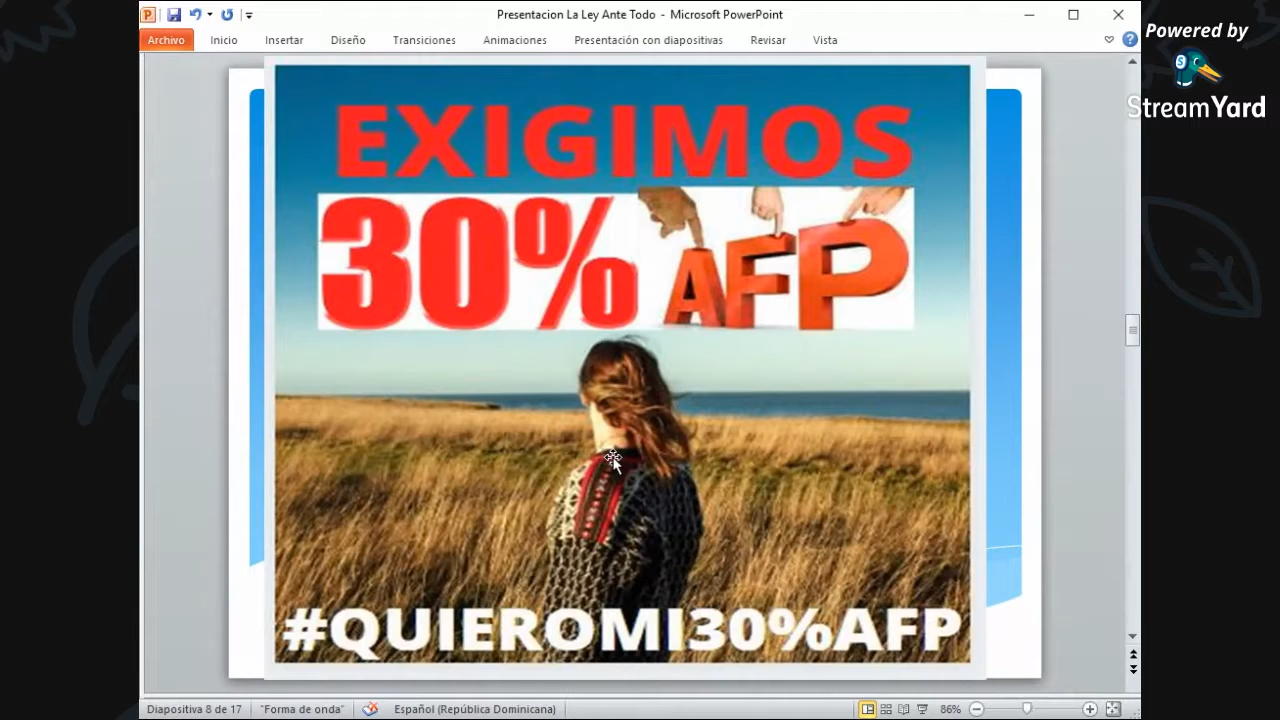 Presentacion La Ley Ante Todo - Microsoft PowerPoint
Archivo Inicio Insertar Diseño Transiciones Animaciones Presentación con diapositivas Revisar Vista
Powered by
StreamYard
EXIGIMOS
30% AFP
#QUIEROMI30%AFP
Diapositiva 8 de 17 "Forma de onda" Español (República Dominicana) 86%